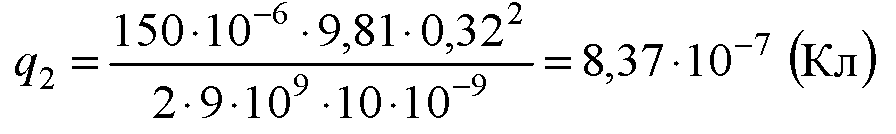 q₂ = \frac{150·10⁻⁶·9,81·0,32²}{2·9·10⁹·10·10⁻⁹} = 8,37·10⁻⁷ (Кл)